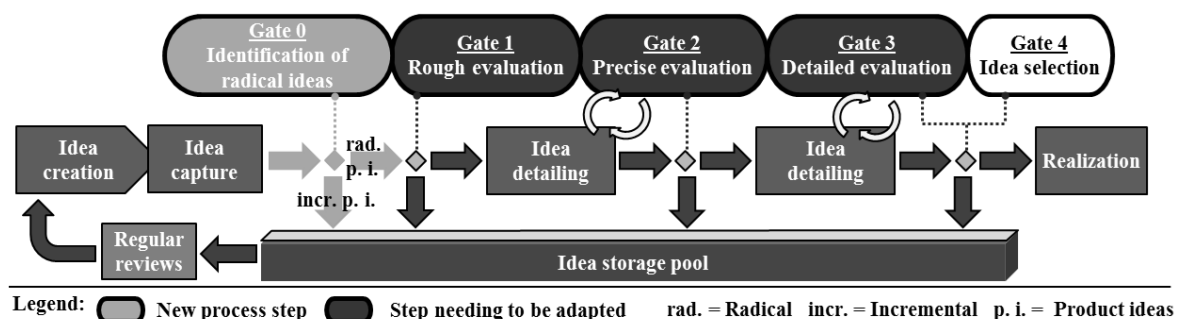 Gate 0
Identification of
radical ideas
Gate 1
Rough evaluation
Gate 2
Precise evaluation
Gate 3
Detailed evaluation
Gate 4
Idea selection
Idea
creation
Idea
capture
rad.
p. i.
incr. p. i.
Idea
detailing
Idea
detailing
Realization
Regular
reviews
Idea storage pool
Legend: New process step Step needing to be adapted rad. = Radical incr. = Incremental p. i. = Product ideas